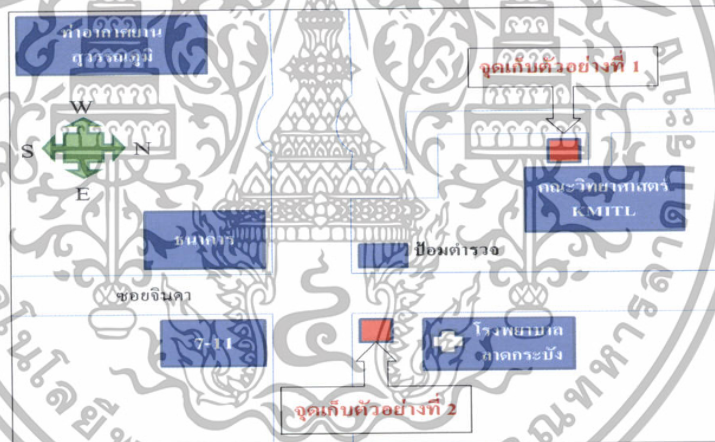 ท่าอากาศยาน
สุวรรณภูมิ
จุดเก็บตัวอย่างที่ 1
W
S N
E
คณะวิทยาศาสตร์
KMITL
ธนาคาร
ป้อมตำรวจ
ซอยจินดา
7-11
โรงพยาบาล
ลาดกระบัง
จุดเก็บตัวอย่างที่ 2